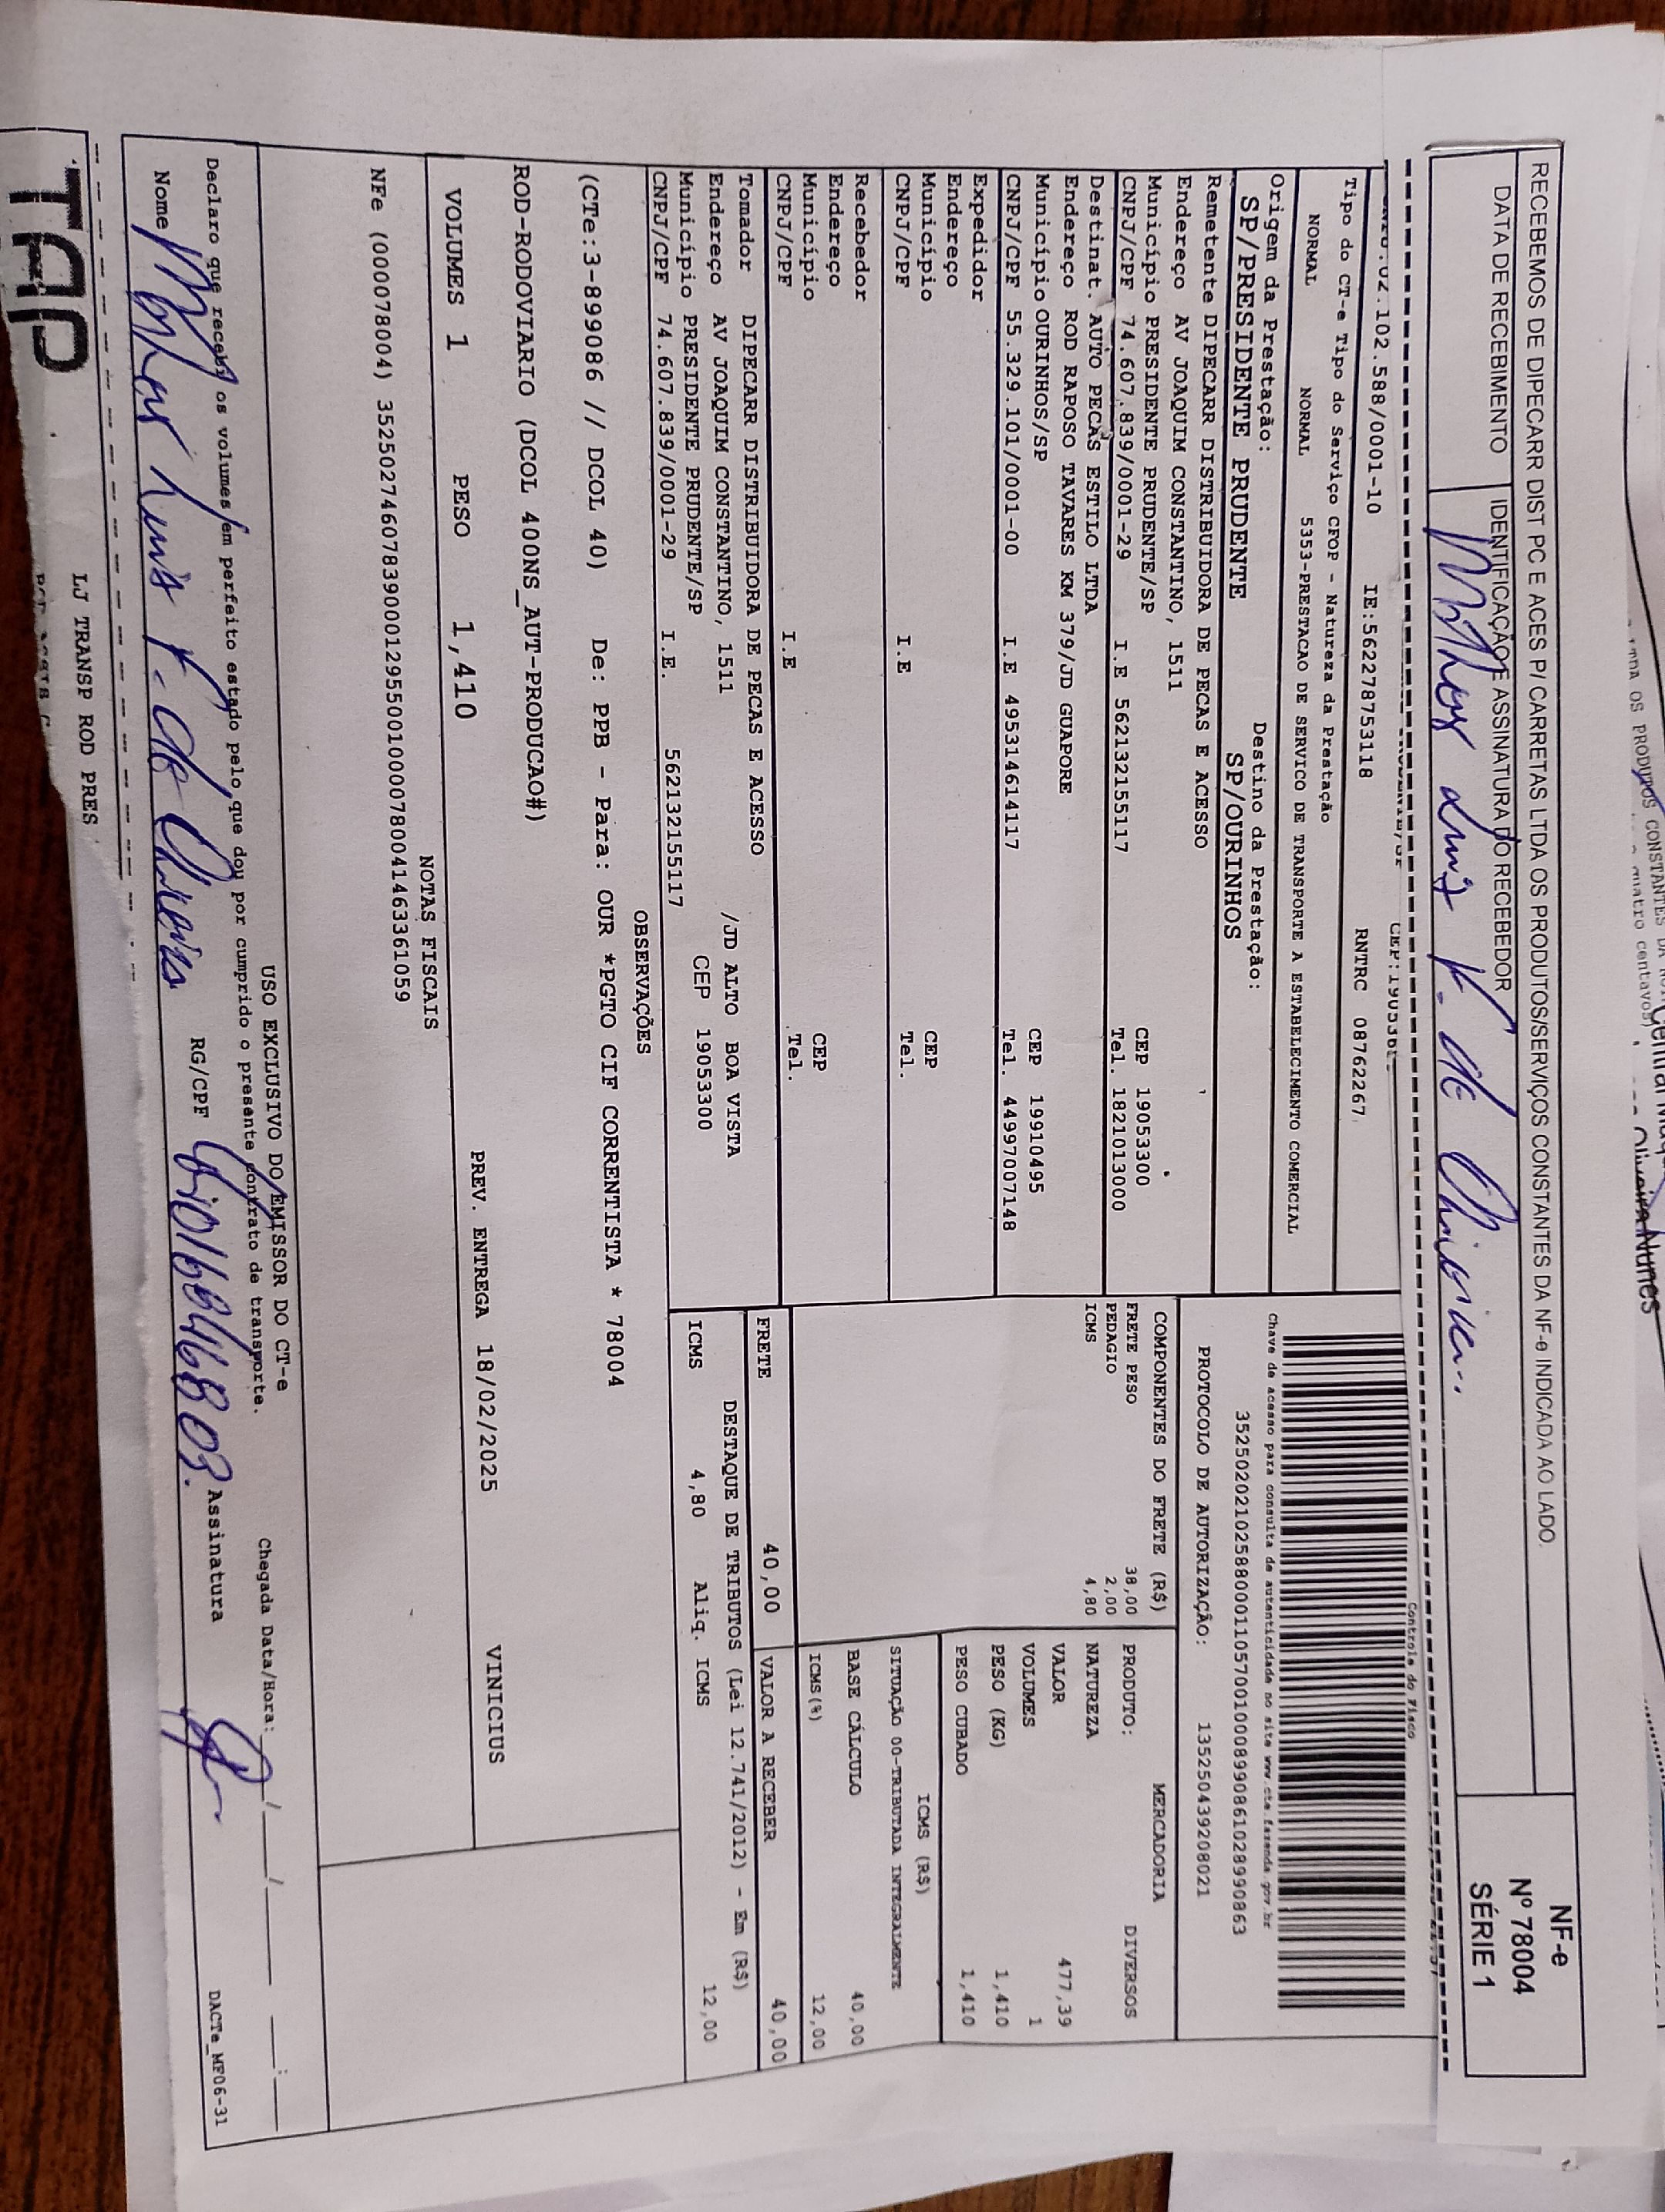 RECEBEMOS DE DIPECARR DIST PC E ACES P/ CARRETAS LTDA OS PRODUTOS/SERVIÇOS CONSTANTES DA NF-e INDICADA AO LADO.
DATA DE RECEBIMENTO
IDENTIFICAÇÃO E ASSINATURA DO RECEBEDOR
NF-e
Nº 78004
SÉRIE 1
.102.588/0001-10 IE:562278753118 RNTRC 08762267
Tipo do CT-e Tipo do Serviço CFOP - Natureza da Prestação
NORMAL NORMAL 5353-PRESTACAO DE SERVICO DE TRANSPORTE A ESTABELECIMENTO COMERCIAL
Origem da Prestação: Destino da Prestação:
SP/PRESIDENTE PRUDENTE SP/OURINHOS
Remetente DIPECARR DISTRIBUIDORA DE PECAS E ACESSO
Endereço AV JOAQUIM CONSTANTINO, 1511
Município PRESIDENTE PRUDENTE/SP CEP 19053300
CNPJ/CPF 74.607.839/0001-29 I.E 562132155117 Tel. 1821013000
Destinat. AUTO PECAS ESTILO LTDA
Endereço ROD RAPOSO TAVARES KM 379/JD GUAPORE
Município OURINHOS/SP CEP 19910495
CNPJ/CPF 55.329.101/0001-00 I.E 495314614117 Tel. 44997007148
Expedidor
Endereço
Município CEP
CNPJ/CPF I.E Tel.
Recebedor
Endereço
Município CEP
CNPJ/CPF I.E Tel.
Tomador DIPECARR DISTRIBUIDORA DE PECAS E ACESSO
Endereço AV JOAQUIM CONSTANTINO, 1511 /JD ALTO BOA VISTA
Município PRESIDENTE PRUDENTE/SP CEP 19053300
CNPJ/CPF 74.607.839/0001-29 I.E. 562132155117
Controle do Fisco
Chave de acesso para consulta de autenticidade no site www.cte.fazenda.gov.br
35250202102588000110570010008990861028990863
PROTOCOLO DE AUTORIZAÇÃO: 135250439208021
COMPONENTES DO FRETE (R$)
FRETE PESO 38,00
PEDAGIO 2,00
ICMS 4,80
MERCADORIA
PRODUTO: DIVERSOS
NATUREZA
VALOR 477,39
VOLUMES 1
PESO (KG) 1,410
PESO CUBADO 1,410
ICMS (R$)
SITUAÇÃO 00-TRIBUTADA INTEGRALMENTE
BASE CÁLCULO 40,00
ICMS(%) 12,00
FRETE 40,00 VALOR A RECEBER 40,00
DESTAQUE DE TRIBUTOS (Lei 12.741/2012) - Em (R$)
ICMS 4,80 Aliq. ICMS 12,00
OBSERVAÇÕES
(CTe:3-899086 // DCOL 40) De: PPB - Para: OUR *PGTO CIF CORRENTISTA * 78004
ROD-RODOVIARIO (DCOL 400NS_AUT-PRODUCAO#)
VOLUMES 1 PESO 1,410 PREV. ENTREGA 18/02/2025 VINICIUS
NOTAS FISCAIS
NFe (000078004) 35250274607839000129550010000780041463361059
USO EXCLUSIVO DO EMISSOR DO CT-e
Declaro que recebi os volumes em perfeito estado pelo que dou por cumprido o presente contrato de transporte.
Chegada Data/Hora: __/__/____ __:__
Nome RG/CPF Assinatura
DACTe_MF06-31
LJ TRANSP ROD PRES
TAP